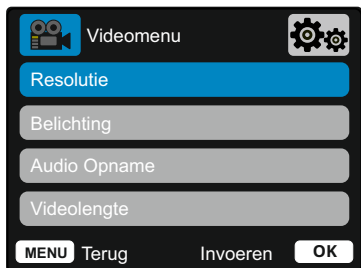 Videomenu
Resolutie
Belichting
Audio Opname
Videolengte
MENU Terug Invoeren OK